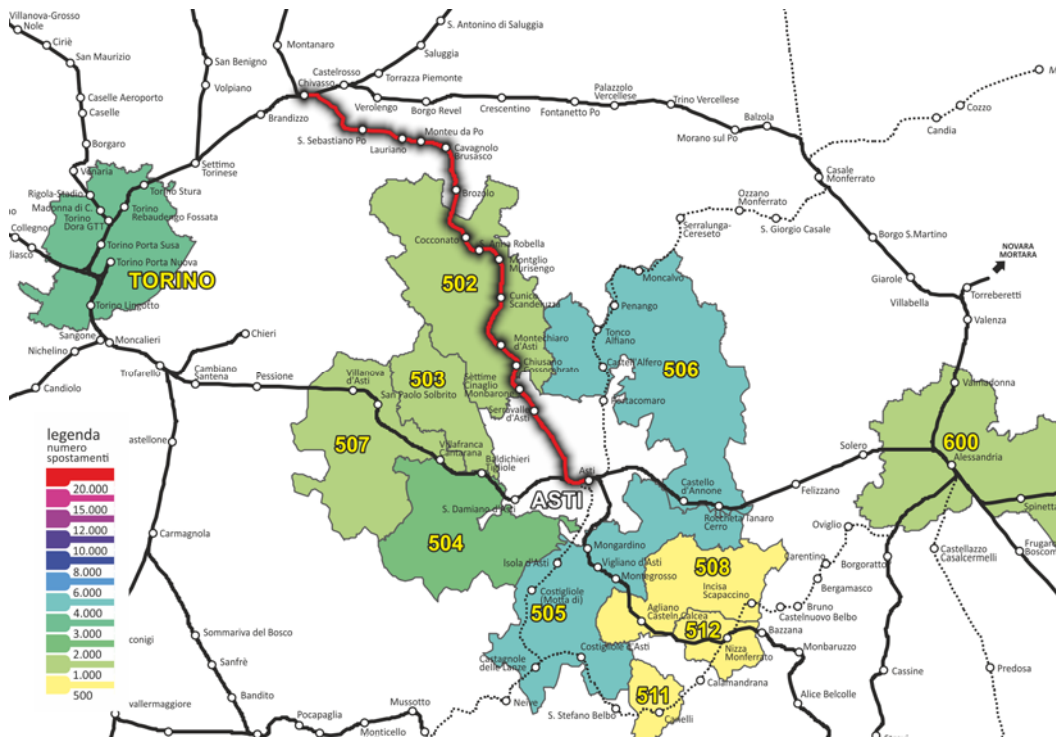 Villanova-Grosso
Nole
Ciriè
San Maurizio
Caselle Aeroporto
Caselle
Borgaro
Venaria
Rigola-Stadio
Madonna di C.
Torino
Dora GTT
Collegno
Torino Porta Susa
Torino Porta Nuova
TORINO
Torino Lingotto
Torino Stura
Torino
Rebaudengo Fossata
Settimo
Torinese
San Benigno
Volpiano
Brandizzo
Montanaro
Chivasso
Castelrosso
S. Antonino di Saluggia
Saluggia
Torrazza Piemonte
Verolengo
Borgo Revel
Crescentino
Fontanetto Po
Palazzolo
Vercellese
Trino Vercellese
Morano sul Po
Balzola
Cozzo
Candia
Casale
Monferrato
Ozzano
Monferrato
S. Giorgio Casale
Serralunga-
Cereseto
Borgo S.Martino
Giarole
Villabella
NOVARA
MORTARA
Torreberetti
Valenza
Valmadonna
600
Alessandria
Spinetta
Solero
Felizzano
S. Sebastiano Po
Lauriano
Monteu da Po
Cavagnolo
Brusasco
Brozolo
Cocconato
S. Anna Robella
Montglio
Murisengo
502
Cunico
Scandeluzza
Montechiaro
d'Asti
Chiusano
Cossombrato
Settime
Cinaglio
Monbarone
Serravalle
d'Asti
Moncalvo
Penango
Tonco
Alfiano
Castell'Alfero
Portacomaro
506
Sangone
Moncalieri
Nichelino
Candiolo
Trofarello
Chieri
Cambiano
Santena
Pessione
Villanova
d'Asti
San Paolo Solbrito
503
507
Villafranca
Cantarana
Baldichieri
Tigliole
S. Damiano d'Asti
504
Asti
ASTI
Castello
d'Annone
Roccheta Tanaro
Cerro
legenda
numero
spostamenti
20.000
15.000
12.000
10.000
8.000
6.000
4.000
3.000
2.000
1.000
500
Carmagnola
Sommariva del Bosco
Sanfrè
Bandito
Pocapaglia
Mussotto
Monticello
Isola d'Asti
Mongardino
Vigliano d'Asti
Montegrosso
Costigliole
(Motta di)
505
Costigliole d'Asti
Castagnole
delle Lanze
Neive
S. Stefano Belbo
Canelli
511
Calamandrana
Agliano
Casteln.Calcea
508
Incisa
Scapaccino
512
Nizza
Monferrato
Oviglio
Carentino
Bergamasco
Bruno
Castelnuovo Belbo
Bazzana
Monbaruzzo
Alice Belcolle
Borgoratto
Cassine
Castellazzo
Casalcermelli
Predosa